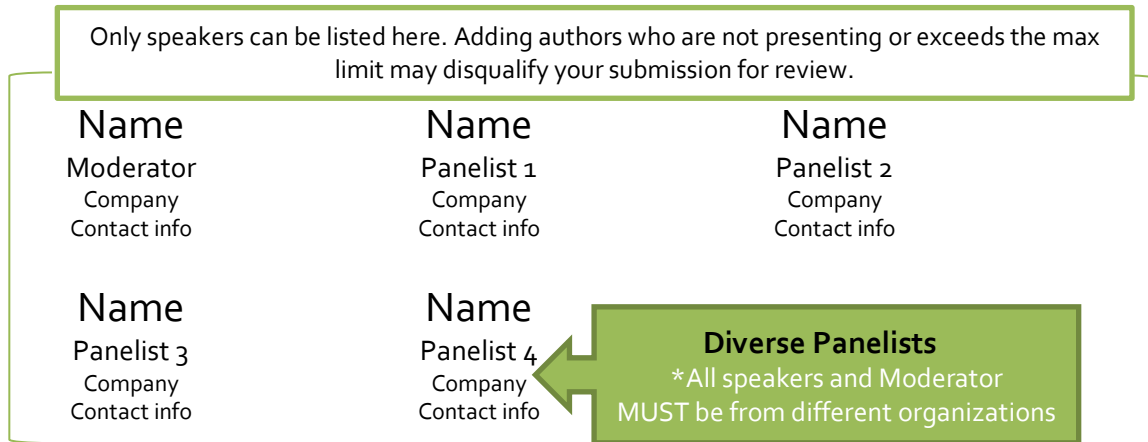 Only speakers can be listed here. Adding authors who are not presenting or exceeds the max
limit may disqualify your submission for review.
Name
Moderator
Company
Contact info
Name
Panelist 1
Company
Contact info
Name
Panelist 2
Company
Contact info
Name
Panelist 3
Company
Contact info
Name
Panelist 4
Company
Contact info
Diverse Panelists
*All speakers and Moderator
MUST be from different organizations